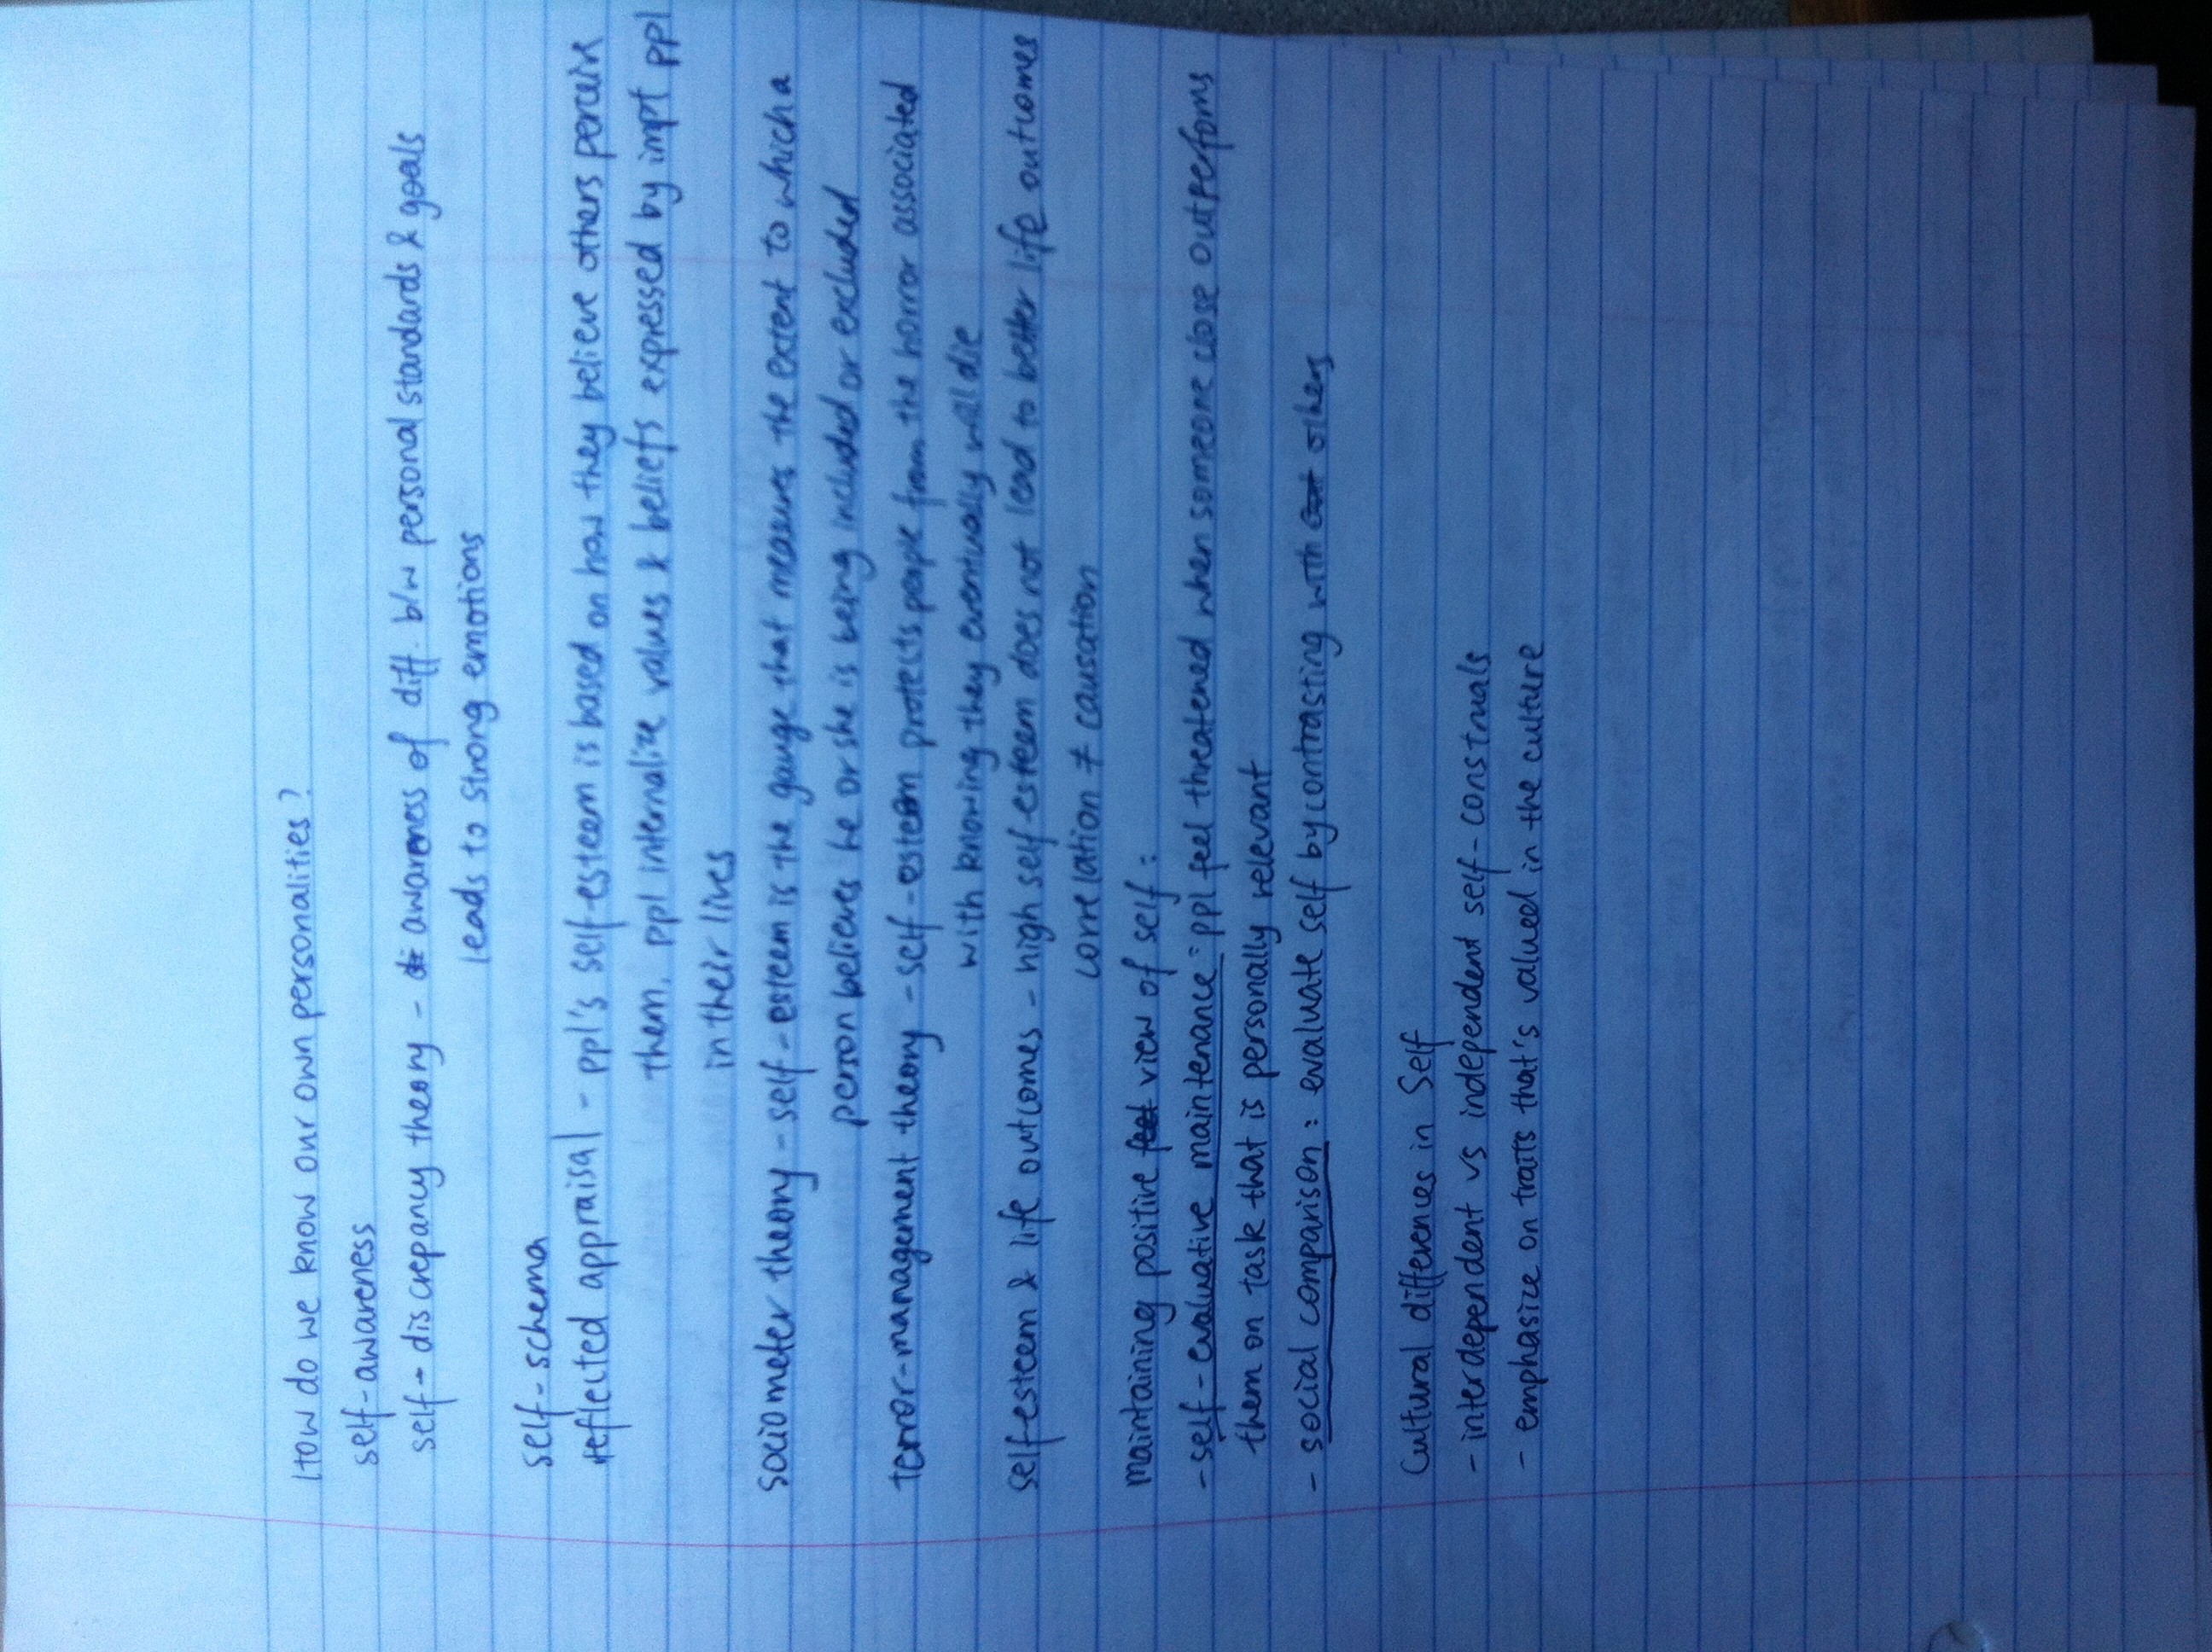 How do we know our own personalities?
self-awareness
self-discrepancy theory - awareness of diff. b/w personal standards & goals
leads to strong emotions
self-schema
reflected appraisal - ppl's self-esteem is based on how they believe others perceive
them. ppl internalize values & beliefs expressed by impt ppl
in their lives
sociometer theory - self-esteem is the gauge that measures the extent to which a
person believes he or she is being included or excluded
terror-management theory - self-esteem protects people from the horror associated
with knowing they eventually will die
self-esteem & life outcomes - high self esteem does not lead to better life outcomes
correlation ≠ causation
Maintaining positive view of self:
- self-evaluative maintenance: ppl feel threatened when someone close outperforms
them on task that is personally relevant
- social comparison: evaluate self by contrasting with others
Cultural differences in Self
- interdependent vs independent self-construals
- emphasize on traits that's valued in the culture